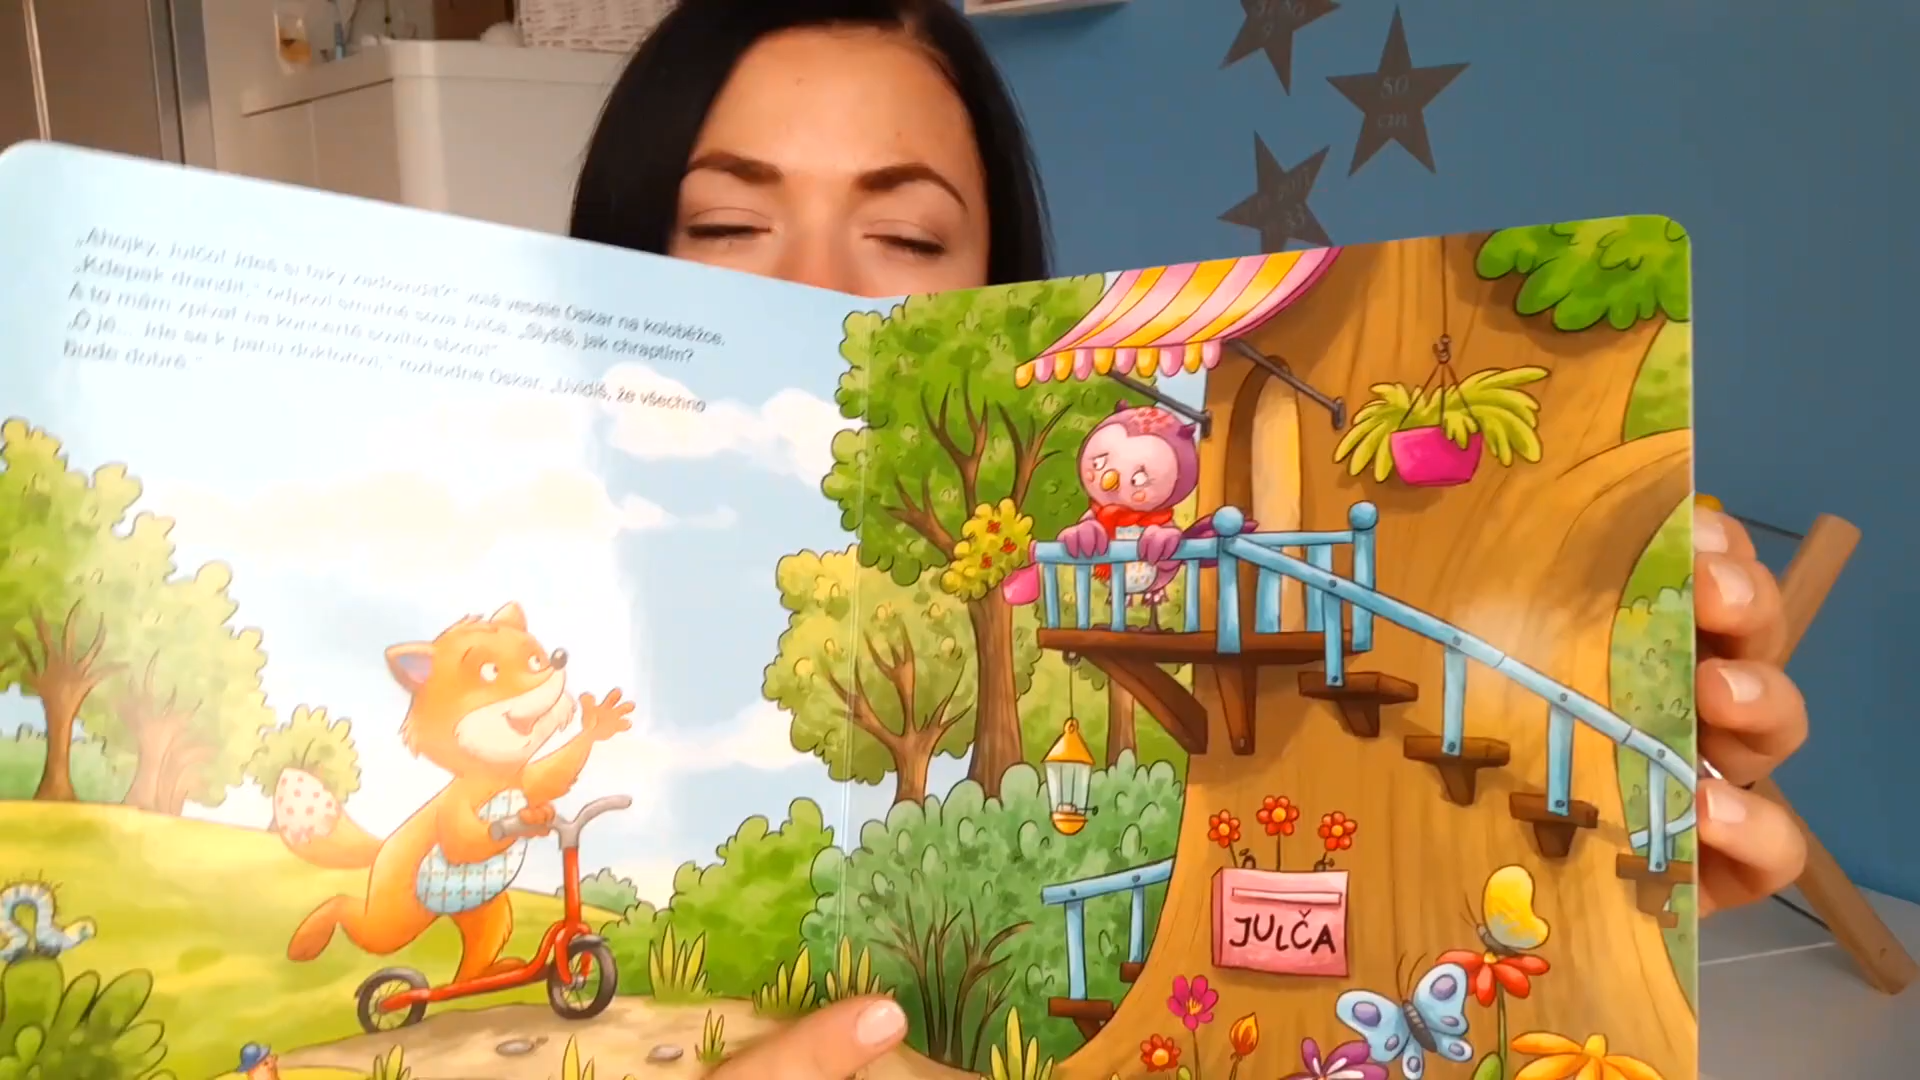 „Ahojky, Julčo! Jdeš si taky zadrandit?“ volá vesele Oskar na koloběžce.
„Kdepak drandit,“ odpoví smutně sova Julča. „Slyšíš, jak chraptím?
A to mám zpívat na koncertě sovího sboru!“
„Ó jé... jde se k panu doktorovi,“ rozhodne Oskar. „Uvidíš, že všechno
bude dobré.“
JULČA
80
cm